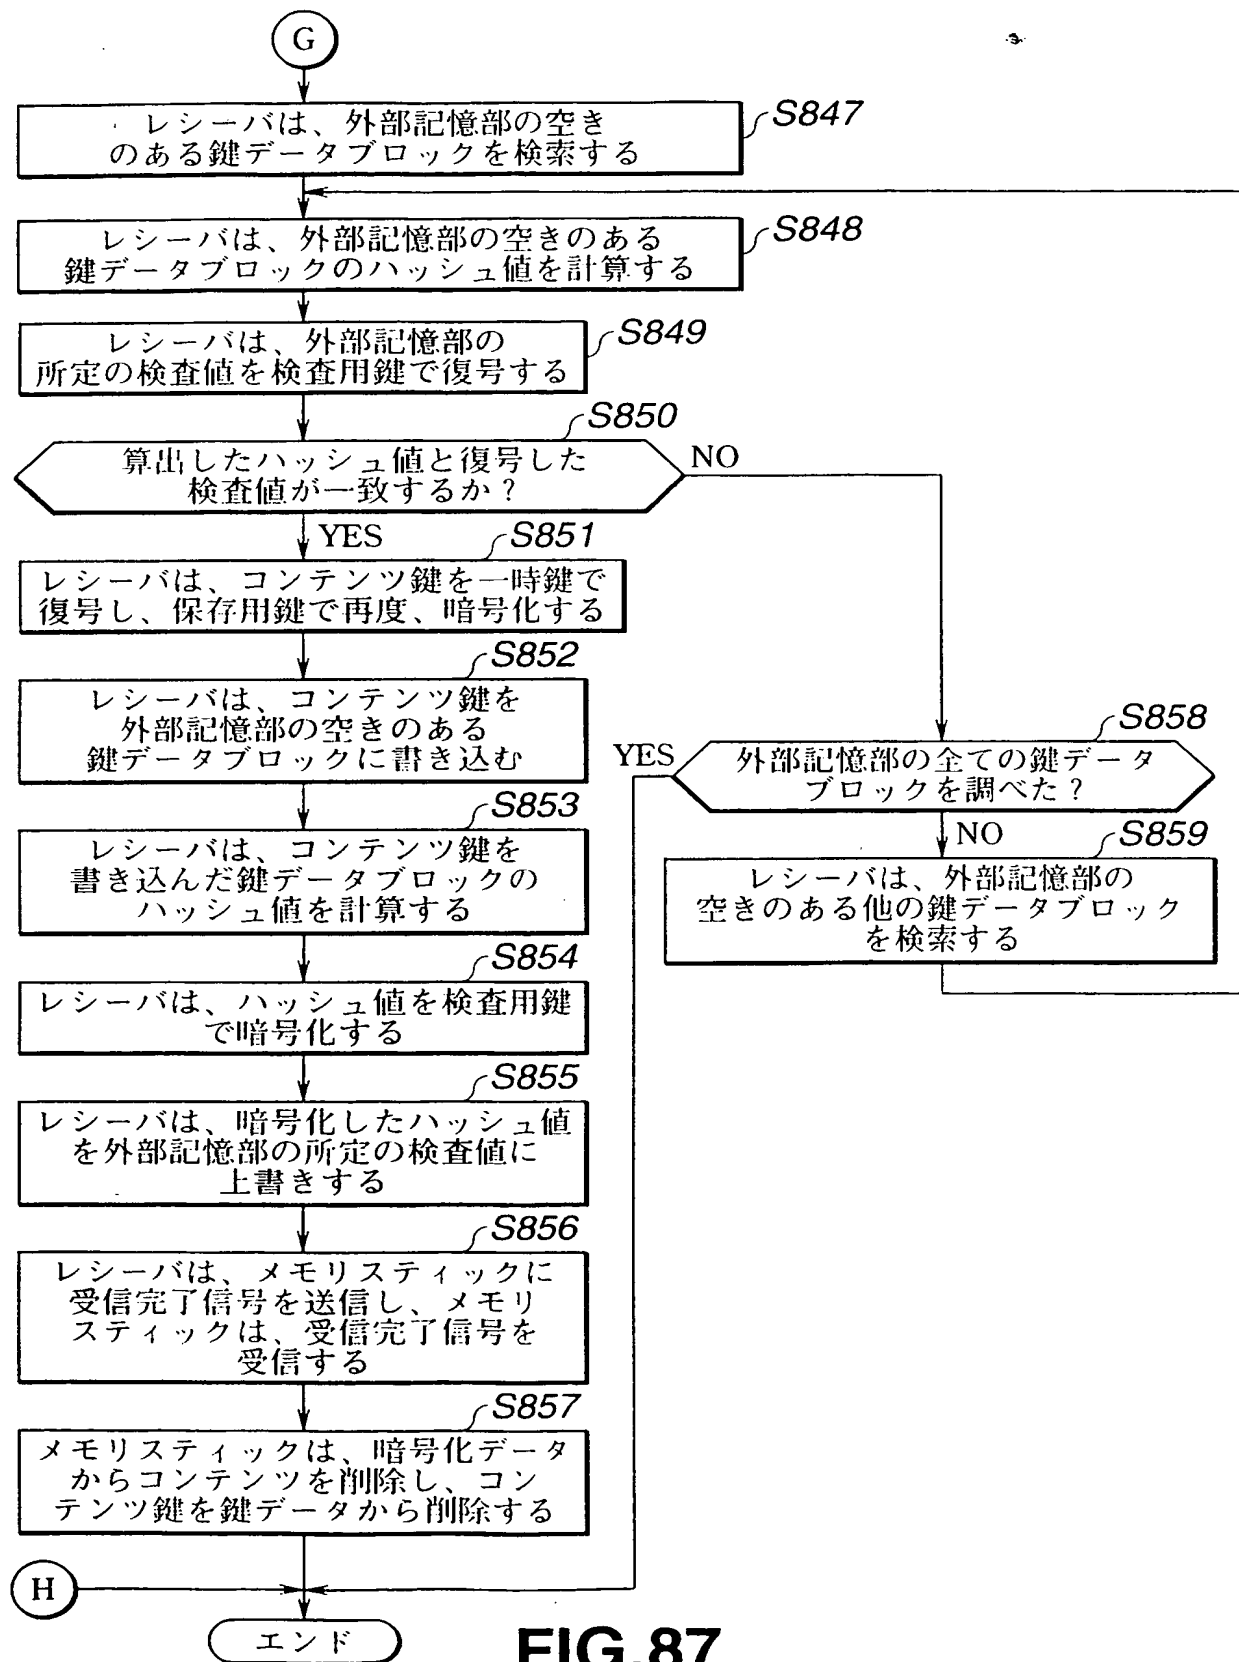 G
レシーバは、外部記憶部の空き
のある鍵データブロックを検索する
S847
レシーバは、外部記憶部の空きのある
鍵データブロックのハッシュ値を計算する
S848
レシーバは、外部記憶部の
所定の検査値を検査用鍵で復号する
S849
S850
算出したハッシュ値と復号した
検査値が一致するか?
NO
YES
S851
レシーバは、コンテンツ鍵を一時鍵で
復号し、保存用鍵で再度、暗号化する
S852
レシーバは、コンテンツ鍵を
外部記憶部の空きのある
鍵データブロックに書き込む
S853
レシーバは、コンテンツ鍵を
書き込んだ鍵データブロックの
ハッシュ値を計算する
S854
レシーバは、ハッシュ値を検査用鍵
で暗号化する
S855
レシーバは、暗号化したハッシュ値
を外部記憶部の所定の検査値に
上書きする
S856
レシーバは、メモリスティックに
受信完了信号を送信し、メモリ
スティックは、受信完了信号を
受信する
S857
メモリスティックは、暗号化データ
からコンテンツを削除し、コン
テンツ鍵を鍵データから削除する
S858
YES
外部記憶部の全ての鍵データ
ブロックを調べた?
NO
S859
レシーバは、外部記憶部の
空きのある他の鍵データブロック
を検索する
H
エンド
FIG.87